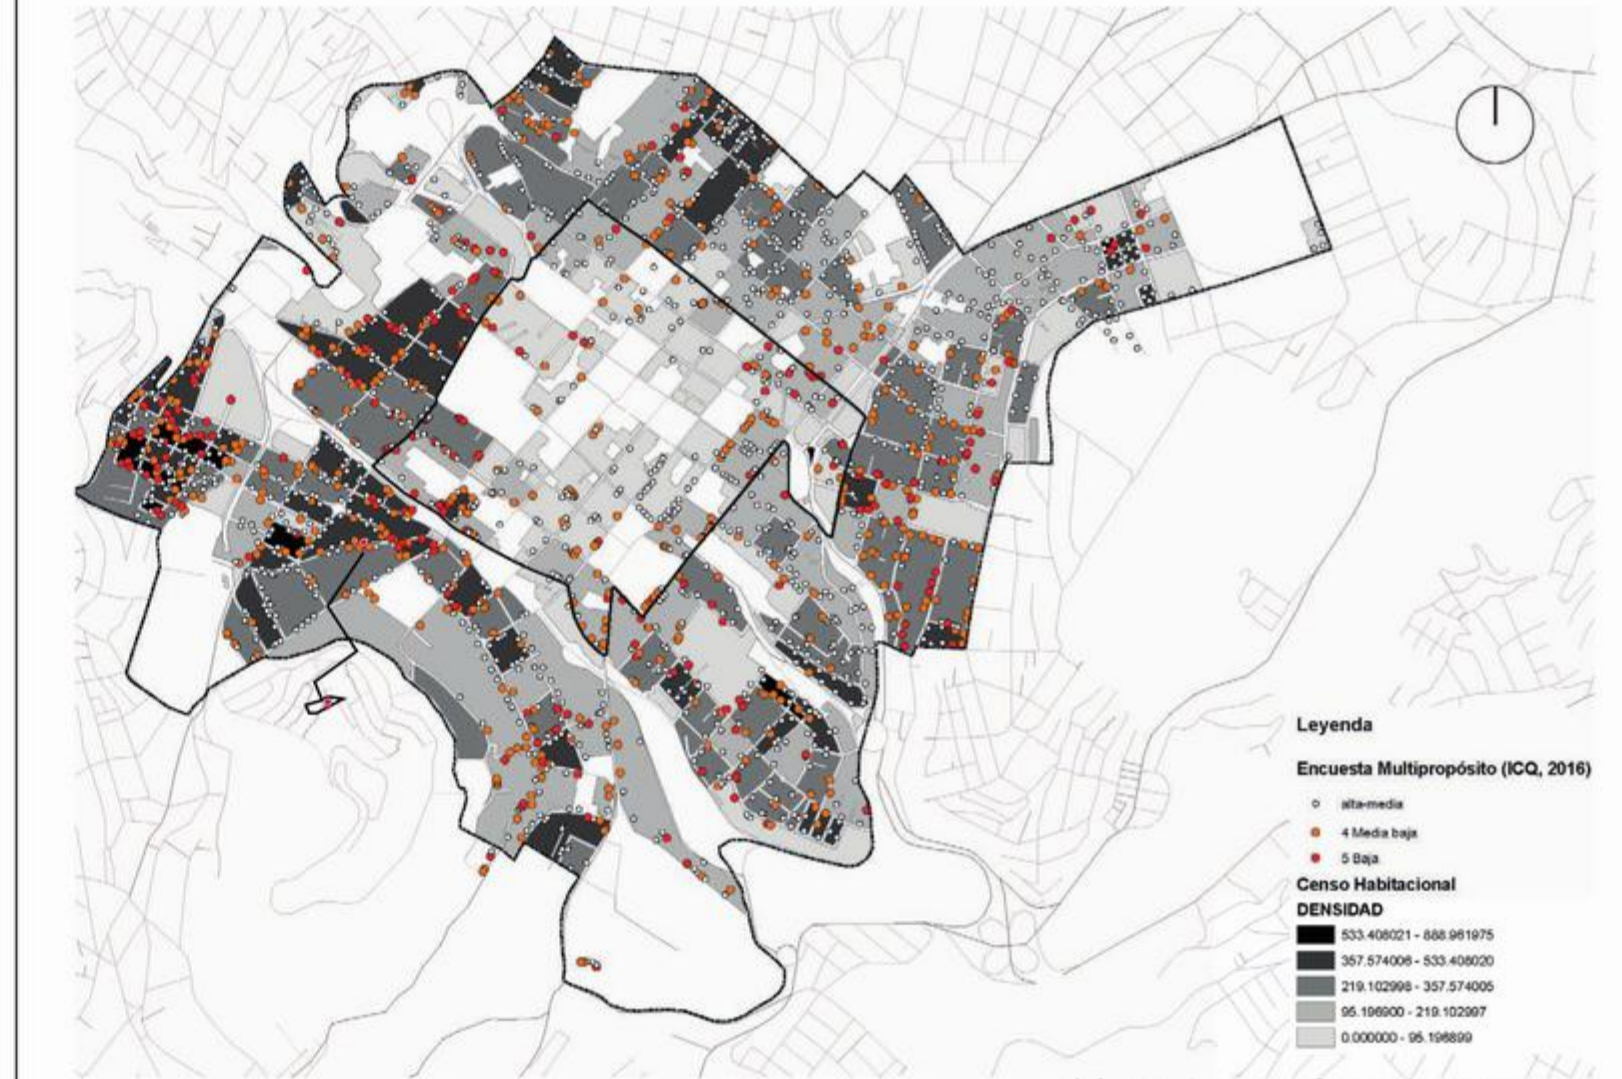 Leyenda
Encuesta Multipropósito (ICQ, 2016)
alta-media
4 Media baja
5 Baja
Censo Habitacional
DENSIDAD
533.408021 - 888.961975
357.574006 - 533.408020
219.102998 - 357.574005
95.196900 - 219.102997
0.000000 - 95.196899